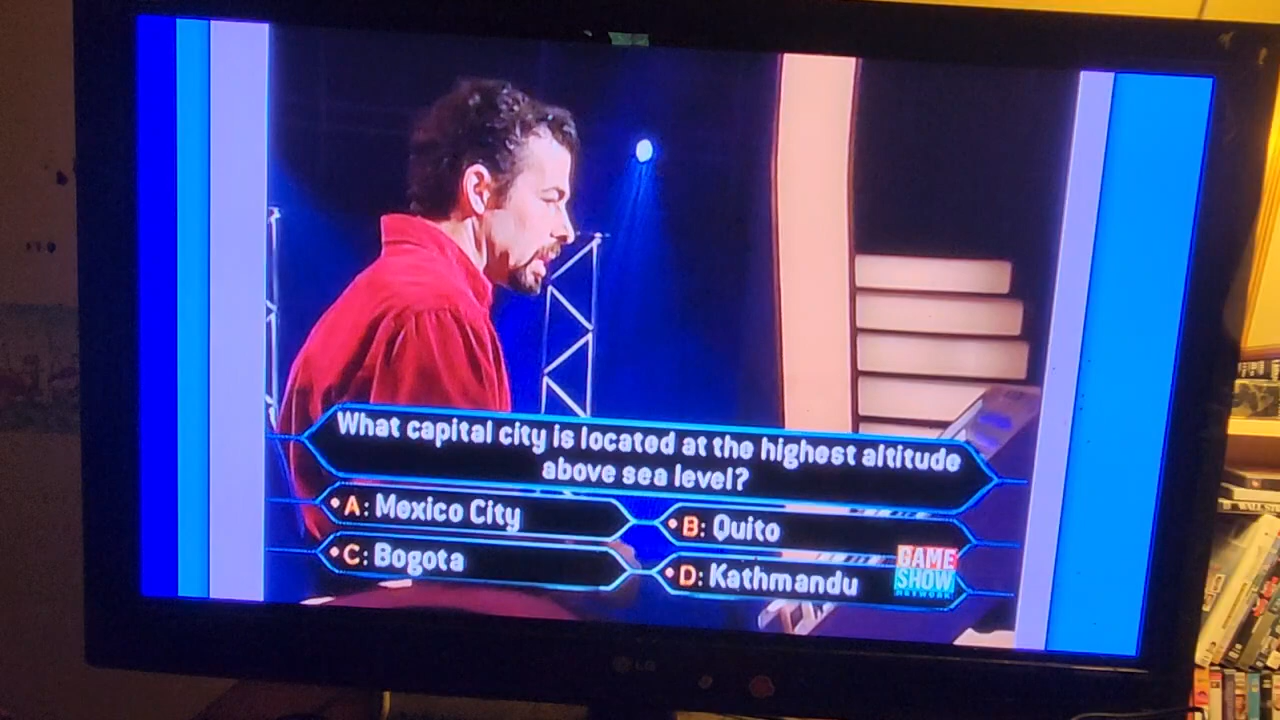 What capital city is located at the highest altitude
above sea level?
• A: Mexico City
• B: Quito
• C: Bogota
• D: Kathmandu
GAME
SHOW
NETWORK
LG